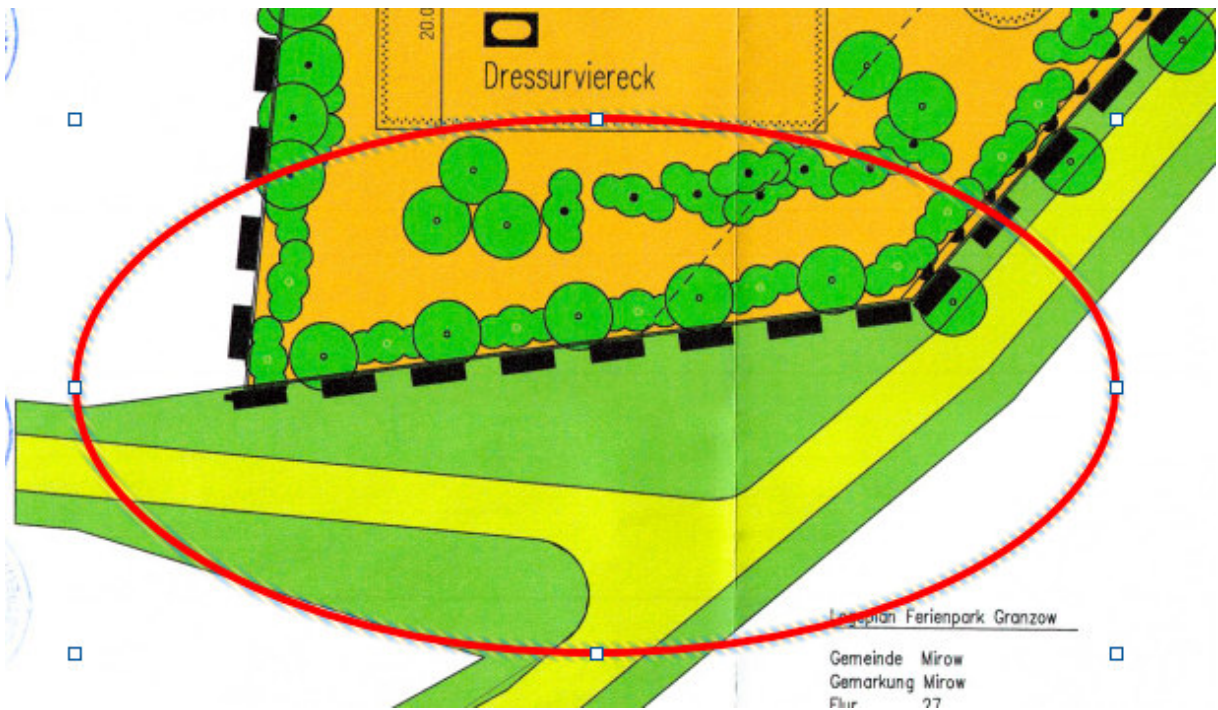 20.0
Dressurviereck
Lageplan Ferienpark Granzow
Gemeinde Mirow
Gemarkung Mirow
Flur 27